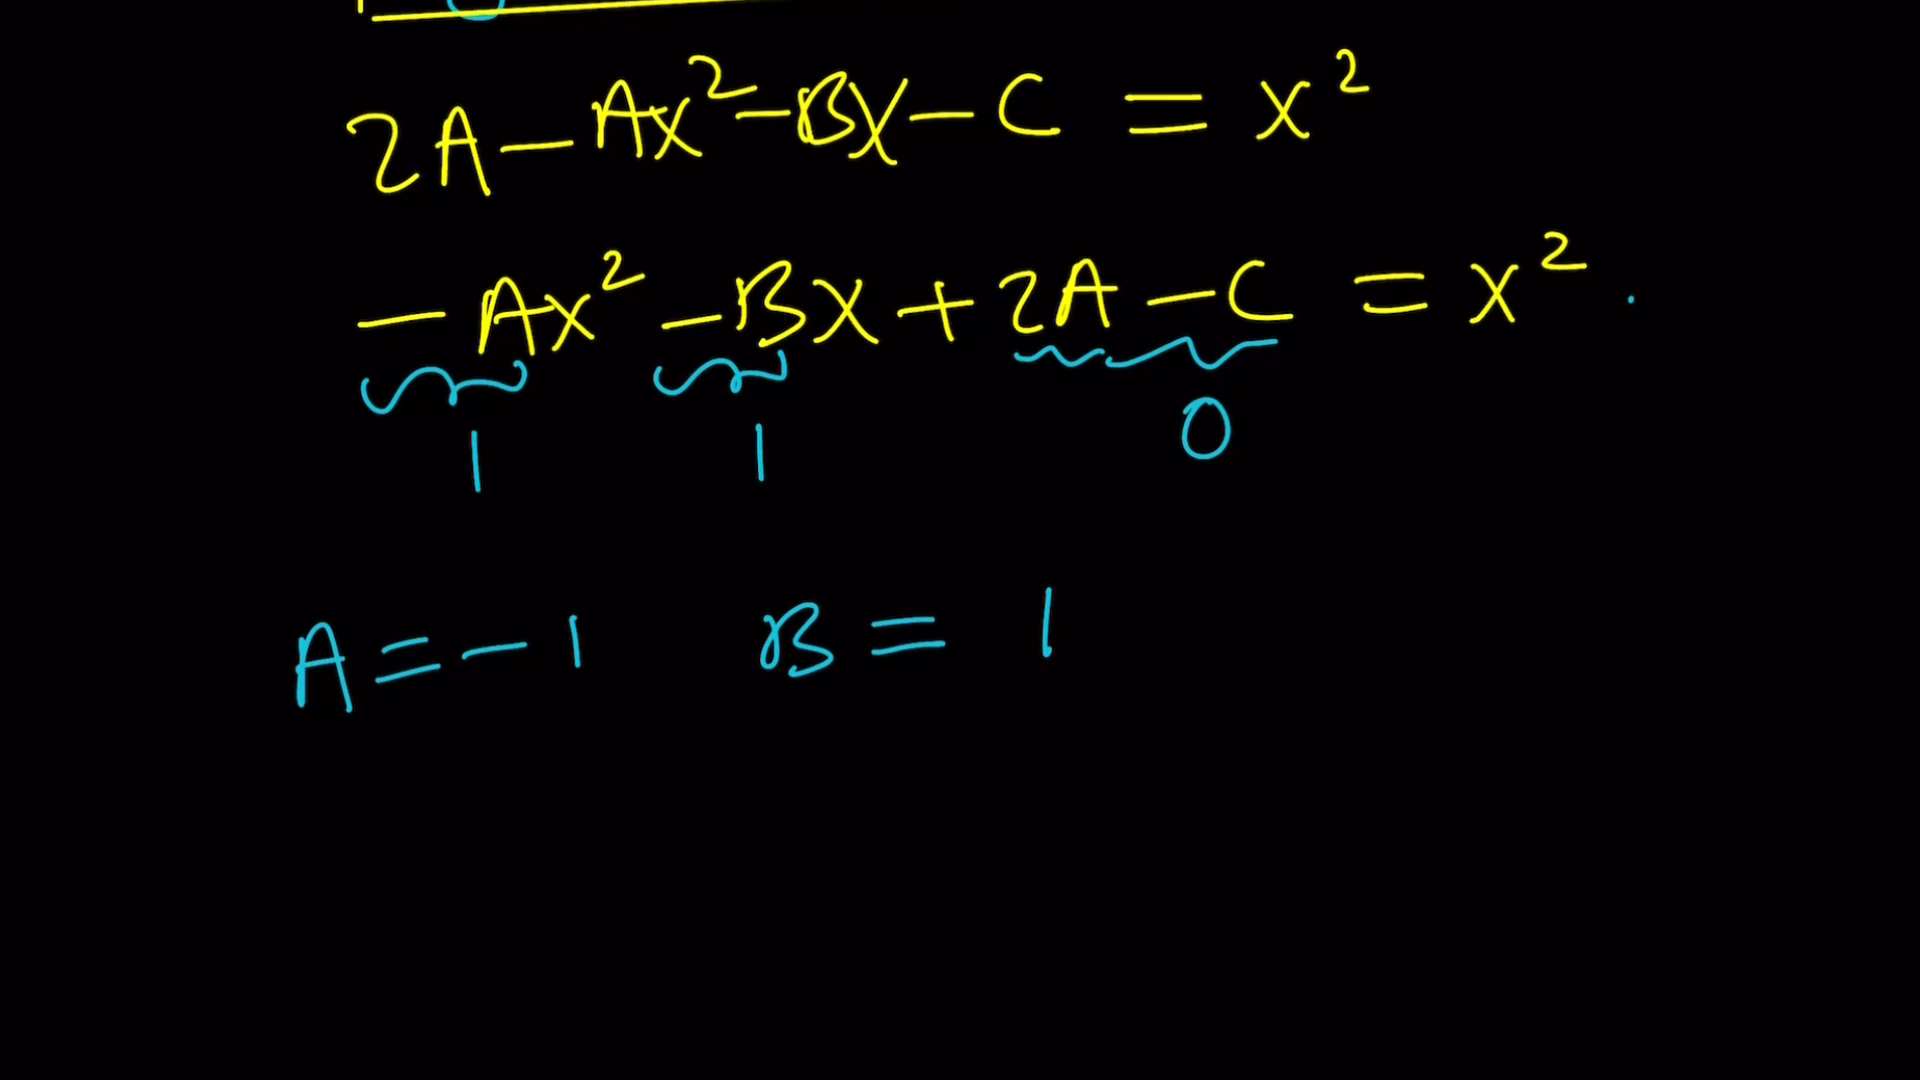 2A - Ax² - Bx - C = x²
- Ax² - Bx + 2A - C = x² .
1 1 0
A = - 1 B = 1